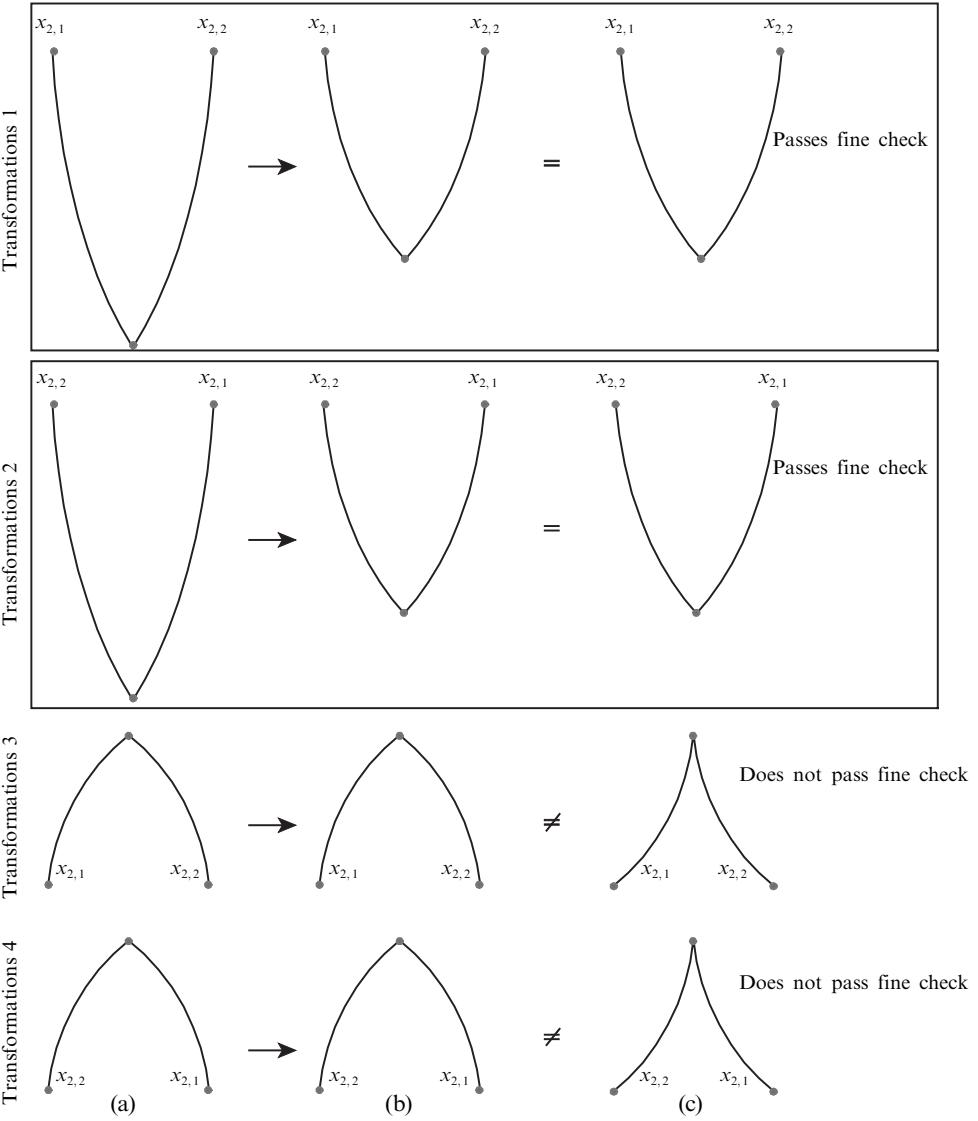 Transformations 1
x2,1 x2,2 x2,1 x2,2 x2,1 x2,2
→ =
Passes fine check
Transformations 2
x2,2 x2,1 x2,2 x2,1 x2,2 x2,1
→ =
Passes fine check
Transformations 3
Does not pass fine check
→ ≠
x2,1 x2,2 x2,1 x2,2 x2,1 x2,2
Transformations 4
Does not pass fine check
→ ≠
x2,2 x2,1 x2,2 x2,1 x2,2 x2,1
(a) (b) (c)